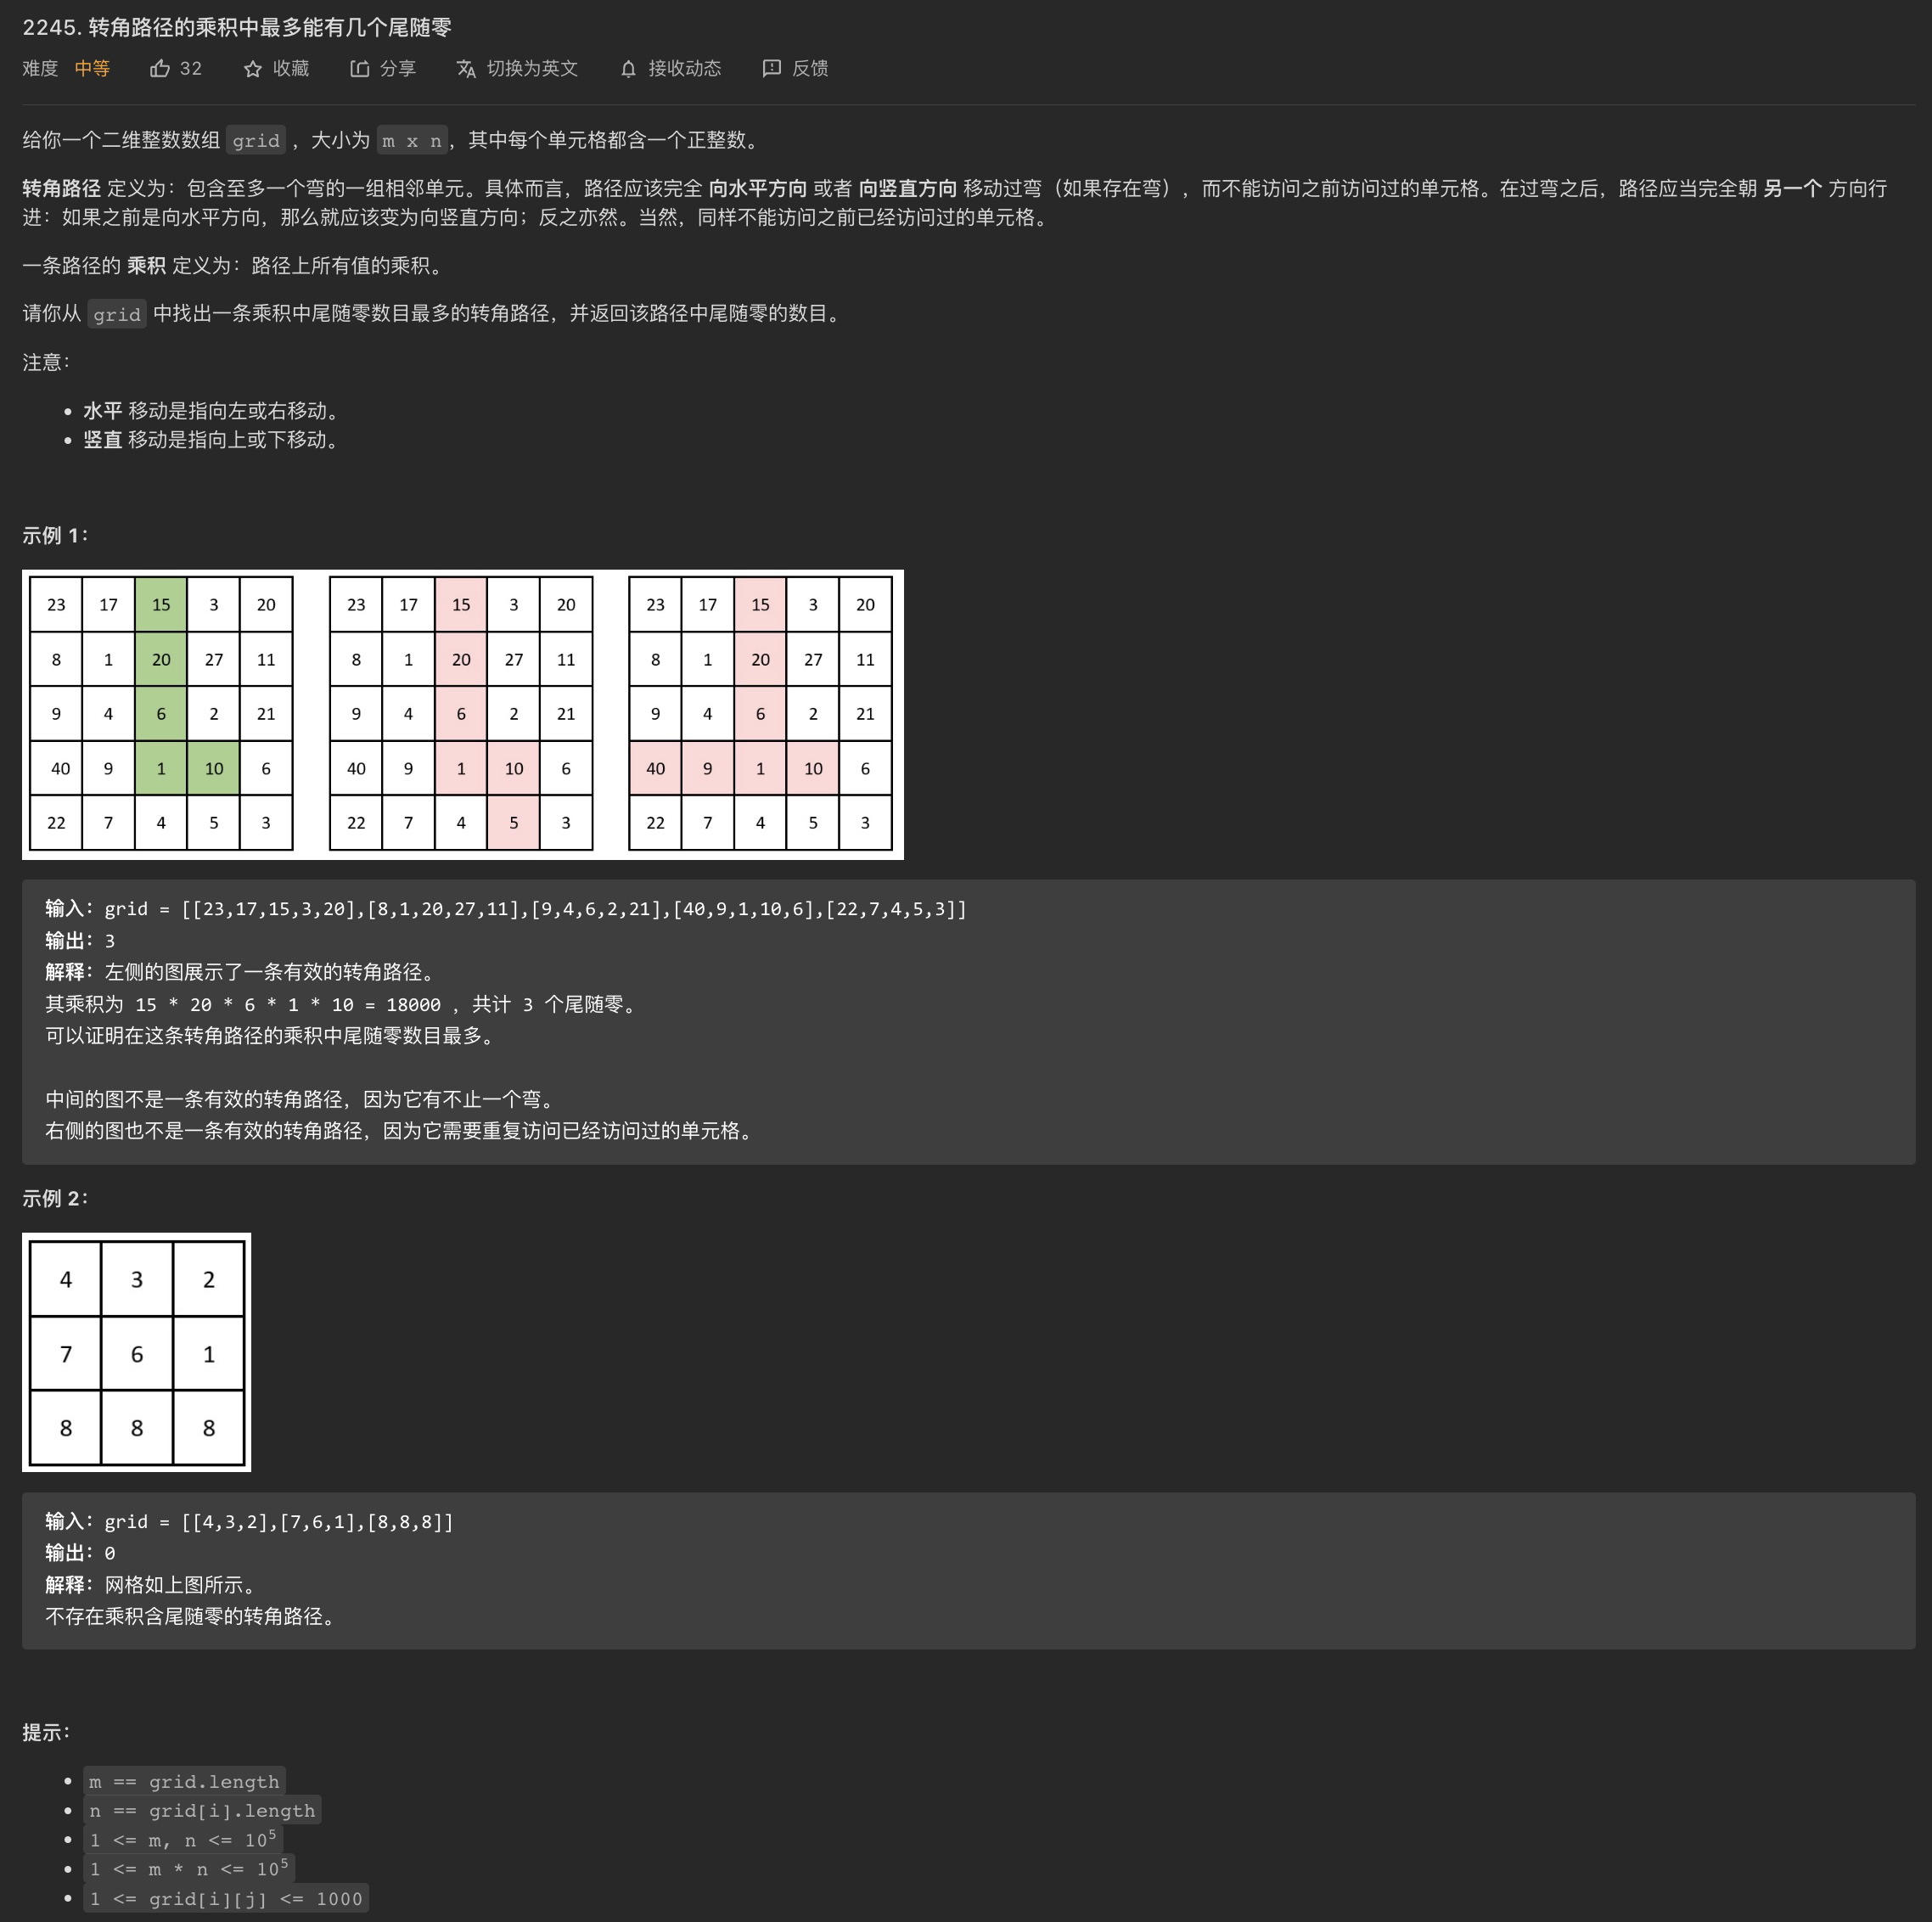 2245. 转角路径的乘积中最多能有几个尾随零
难度 中等 32 收藏 分享 切换为英文 接收动态 反馈
给你一个二维整数数组 grid ，大小为 m x n，其中每个单元格都含一个正整数。
转角路径 定义为：包含至多一个弯的一组相邻单元。具体而言，路径应该完全 向水平方向 或者 向竖直方向 移动过弯（如果存在弯），而不能访问之前访问过的单元格。在过弯之后，路径应当完全朝 另一个 方向行
进：如果之前是向水平方向，那么就应该变为向竖直方向；反之亦然。当然，同样不能访问之前已经访问过的单元格。
一条路径的 乘积 定义为：路径上所有值的乘积。
请你从 grid 中找出一条乘积中尾随零数目最多的转角路径，并返回该路径中尾随零的数目。
注意：
• 水平 移动是指向左或右移动。
• 竖直 移动是指向上或下移动。
示例 1：
23 17 15 3 20 23 17 15 3 20 23 17 15 3 20
8 1 20 27 11 8 1 20 27 11 8 1 20 27 11
9 4 6 2 21 9 4 6 2 21 9 4 6 2 21
40 9 1 10 6 40 9 1 10 6 40 9 1 10 6
22 7 4 5 3 22 7 4 5 3 22 7 4 5 3
输入：grid = [[23,17,15,3,20],[8,1,20,27,11],[9,4,6,2,21],[40,9,1,10,6],[22,7,4,5,3]]
输出：3
解释：左侧的图展示了一条有效的转角路径。
其乘积为 15 * 20 * 6 * 1 * 10 = 18000 ，共计 3 个尾随零。
可以证明在这条转角路径的乘积中尾随零数目最多。
中间的图不是一条有效的转角路径，因为它有不止一个弯。
右侧的图也不是一条有效的转角路径，因为它需要重复访问已经访问过的单元格。
示例 2：
4 3 2
7 6 1
8 8 8
输入：grid = [[4,3,2],[7,6,1],[8,8,8]]
输出：0
解释：网格如上图所示。
不存在乘积含尾随零的转角路径。
提示：
• m == grid.length
• n == grid[i].length
• 1 <= m, n <= 10⁵
• 1 <= m * n <= 10⁵
• 1 <= grid[i][j] <= 1000